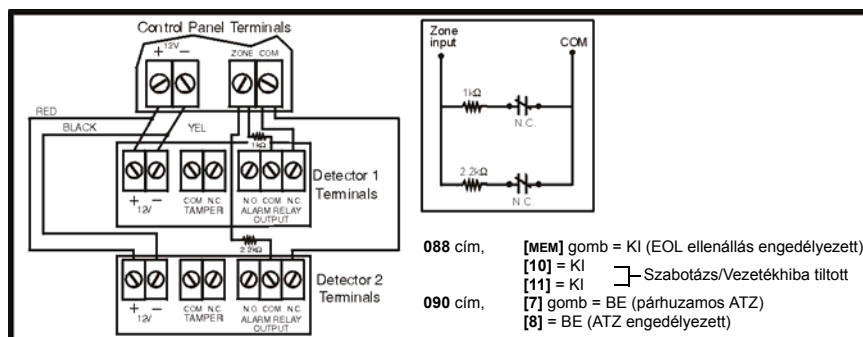 Control Panel Terminals
+ 12V −
ZONE COM
RED
BLACK
YEL
1kΩ
Detector 1
Terminals
+ −
12V
COM N.C.
TAMPER
N.O. COM N.C.
ALARM RELAY
OUTPUT
2.2kΩ
Detector 2
Terminals
+ −
12V
COM N.C.
TAMPER
N.O. COM N.C.
ALARM RELAY
OUTPUT
Zone
input
COM
1kΩ
N.C.
2.2kΩ
N.C.
088 cím, [MEM] gomb = KI (EOL ellenállás engedélyezett)
[10] = KI
[11] = KI
Szabotázs/Vezetékhiba tiltott
090 cím, [7] gomb = BE (párhuzamos ATZ)
[8] = BE (ATZ engedélyezett)